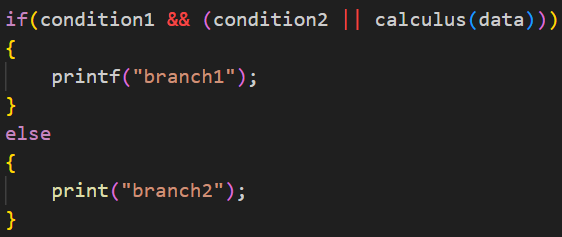 if(condition1 && (condition2 || calculus(data)))
{
    printf("branch1");
}
else
{
    print("branch2");
}